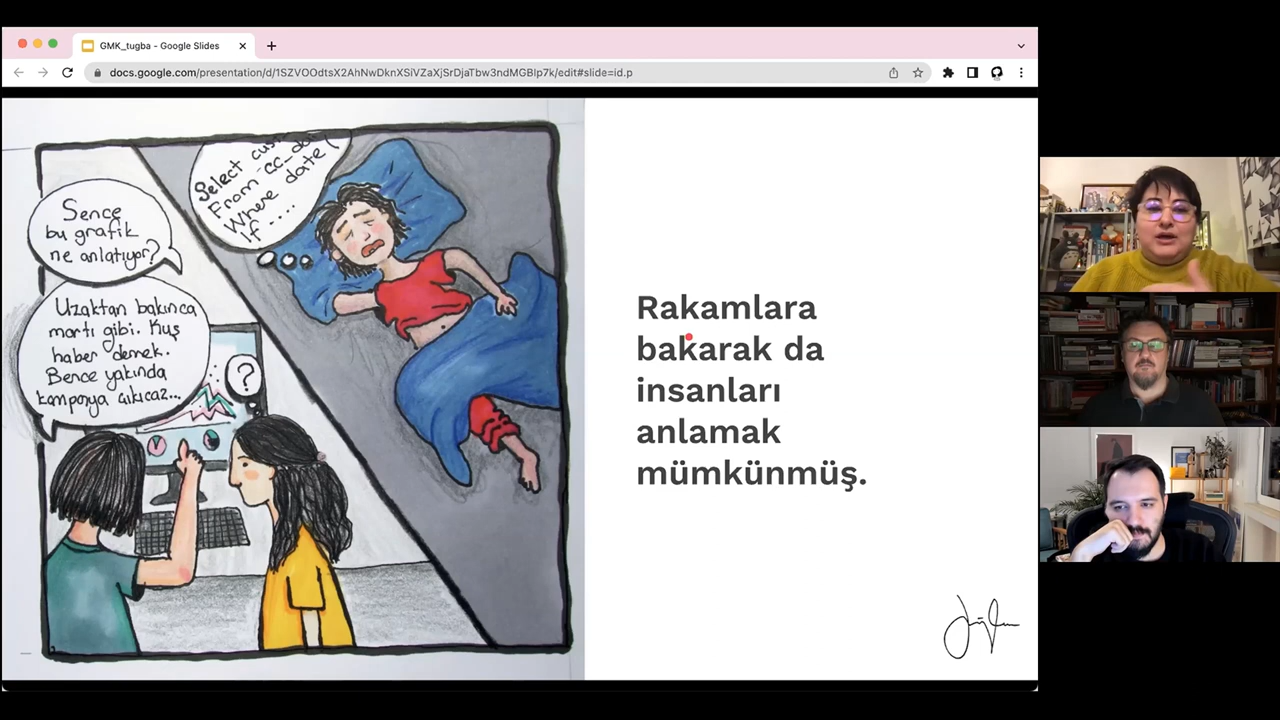 GMK_tugba - Google Slides
docs.google.com/presentation/d/1SZVOOdtsX2AhNwDknXSiVZaXjSrDjaTbw3ndMGBlp7k/edit#slide=id.p
Select
From cc_
Where date (
If ....
Sence
bu grafik
ne anlatıyor?
Uzaktan bakınca
martı gibi. Kuş
haber demek.
Bence yakında
kampanya çıkıcaz...
?
Rakamlara
bakarak da
insanları
anlamak
mümkünmüş.